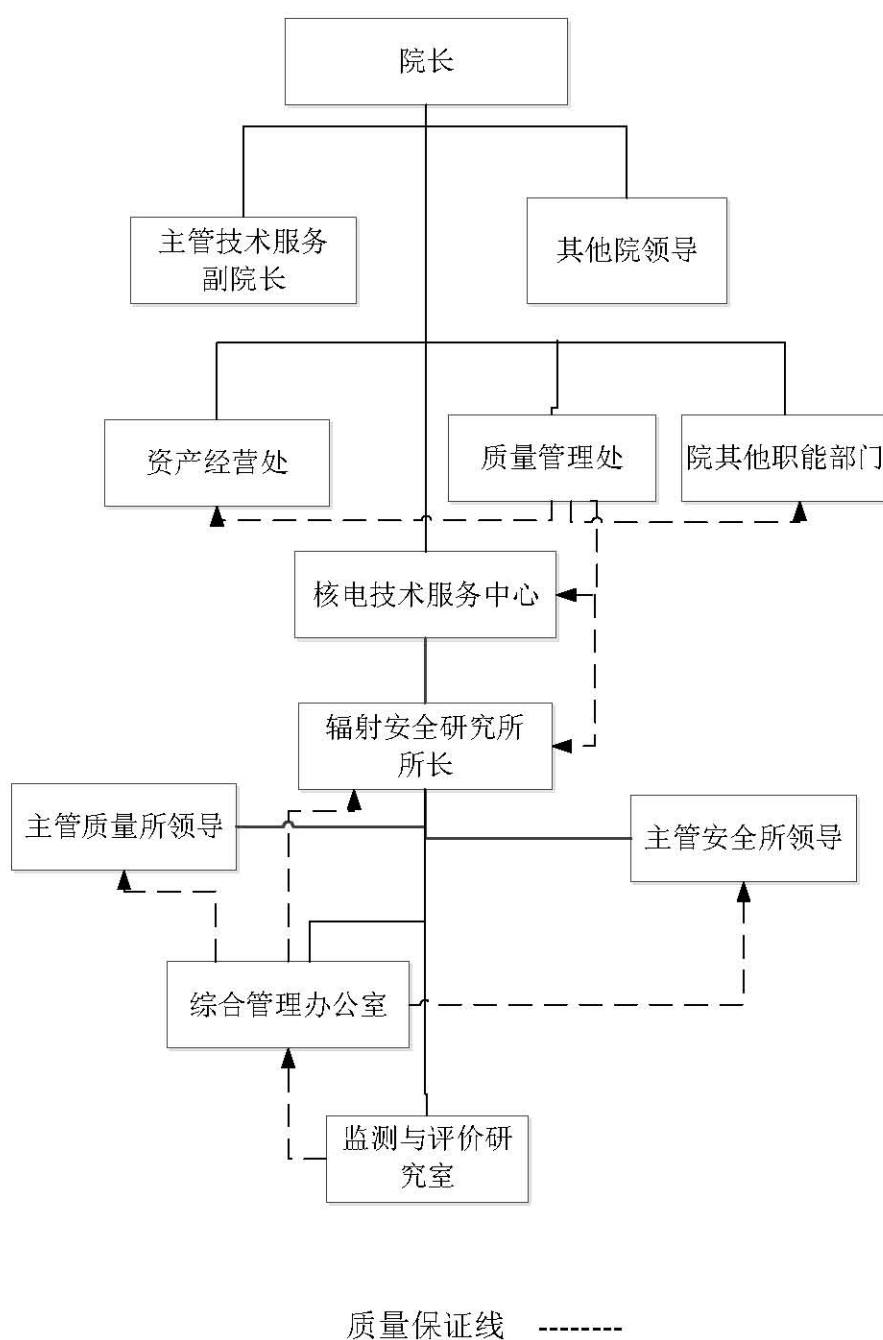 院长
主管技术服务
副院长
其他院领导
资产经营处
质量管理处
院其他职能部门
核电技术服务中心
辐射安全研究所
所长
主管质量所领导
主管安全所领导
综合管理办公室
监测与评价研
究室
质量保证线